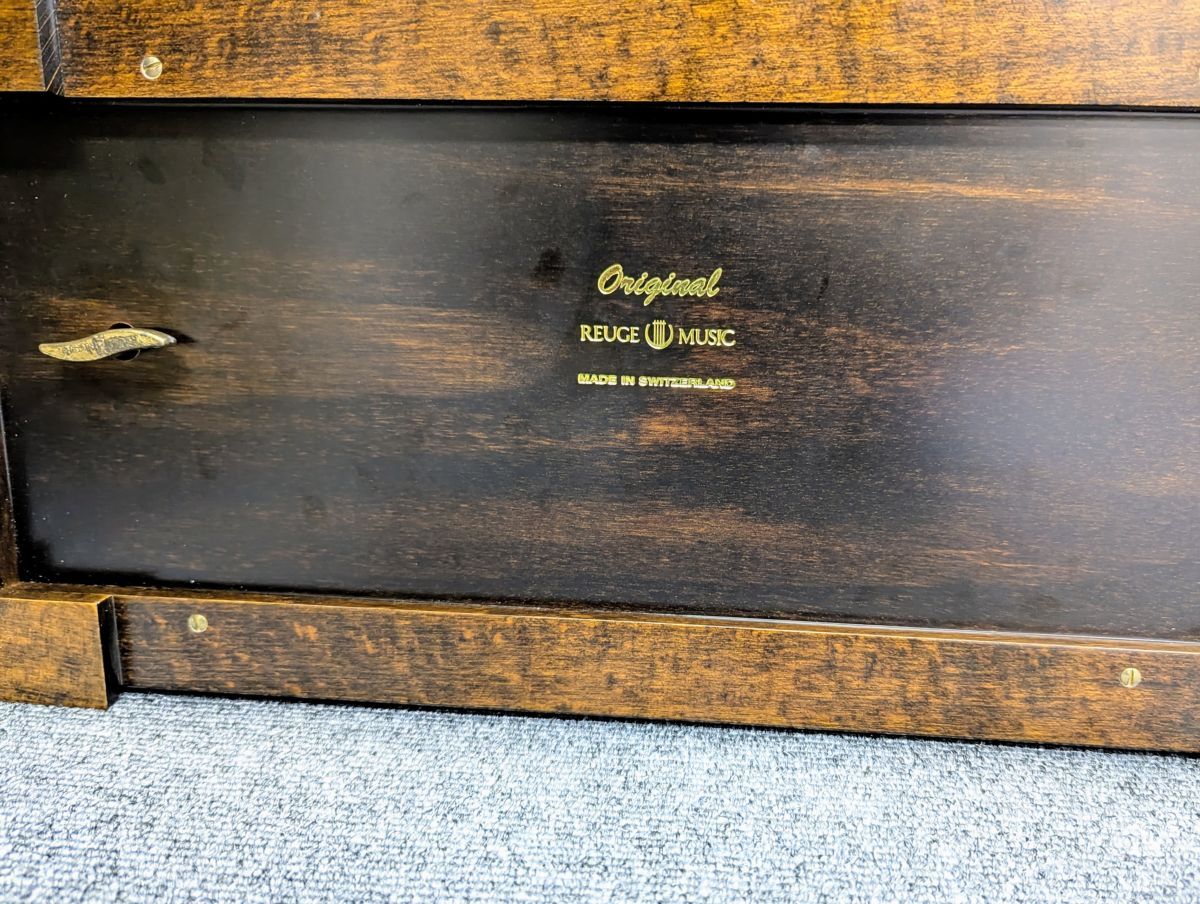 Original
REUGE MUSIC
MADE IN SWITZERLAND